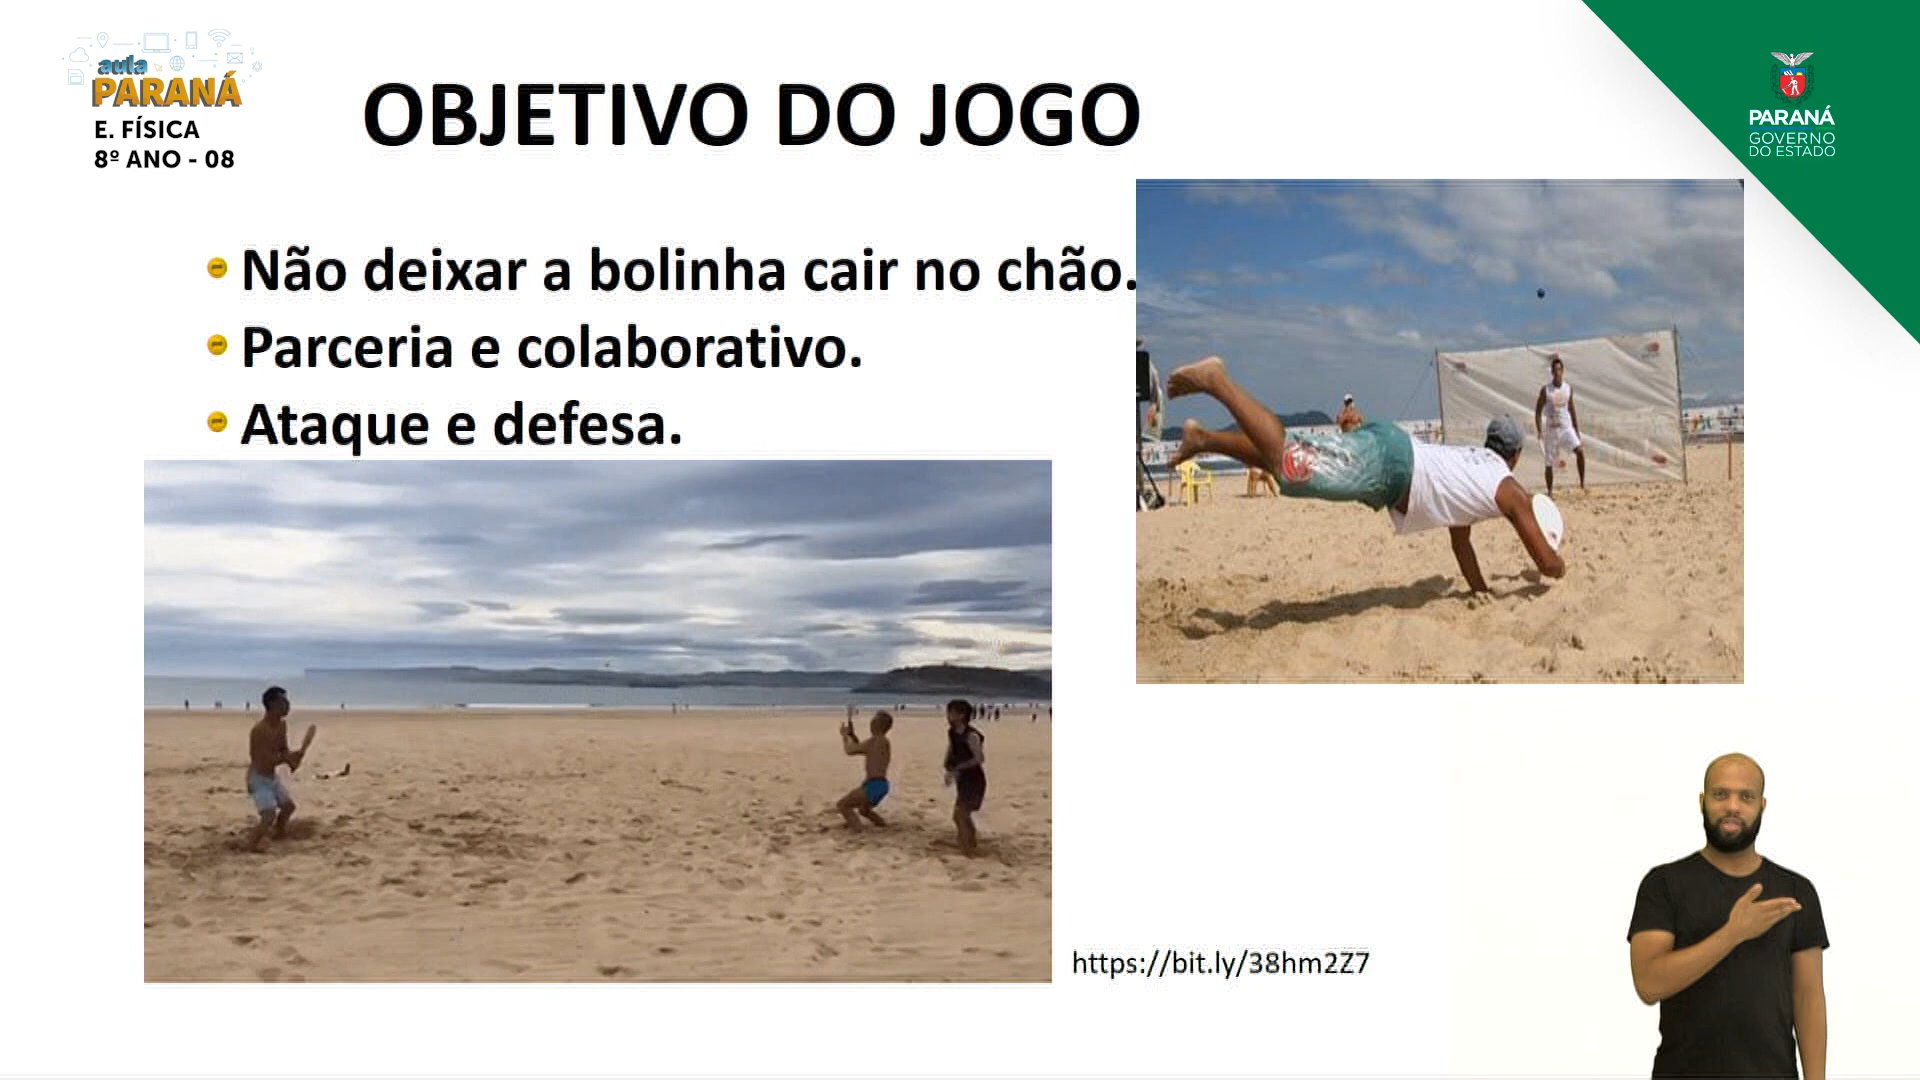 aula
PARANÁ
E. FÍSICA
8º ANO - 08
OBJETIVO DO JOGO
PARANÁ
GOVERNO
DO ESTADO
Não deixar a bolinha cair no chão.
Parceria e colaborativo.
Ataque e defesa.
https://bit.ly/38hm2Z7